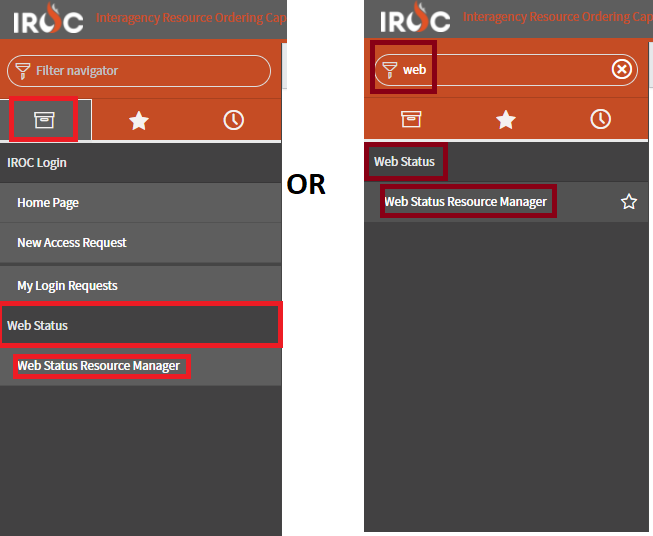 IROC Interagency Resource Ordering Cap
Filter navigator
IROC Login
Home Page
New Access Request
My Login Requests
Web Status
Web Status Resource Manager
OR
IROC Interagency Resource Ordering Cap
web
Web Status
Web Status Resource Manager